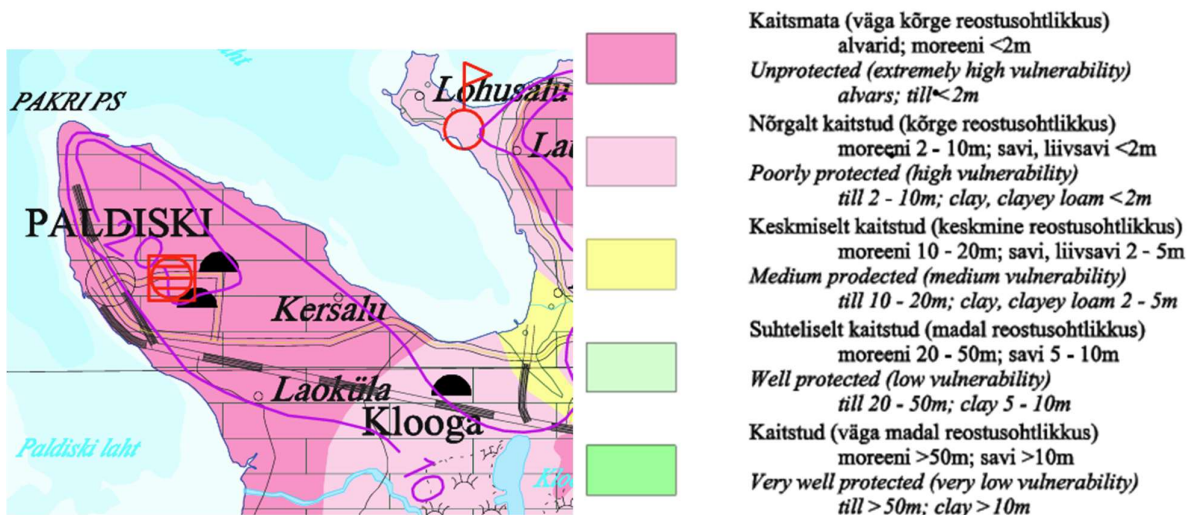 PAKRI PS
Lohusalu
PALDISKI
20
Kersalu
Laoküla
Klooga
10
Paldiski laht
Kaitsmata (väga kõrge reostusohtlikkus)
alvarid; moreeni <2m
Unprotected (extremely high vulnerability)
alvars; till <2m
Nõrgalt kaitstud (kõrge reostusohtlikkus)
moreeni 2 - 10m; savi, liivsavi <2m
Poorly protected (high vulnerability)
till 2 - 10m; clay, clayey loam <2m
Keskmiselt kaitstud (keskmine reostusohtlikkus)
moreeni 10 - 20m; savi, liivsavi 2 - 5m
Medium prodected (medium vulnerability)
till 10 - 20m; clay, clayey loam 2 - 5m
Suhteliselt kaitstud (madal reostusohtlikkus)
moreeni 20 - 50m; savi 5 - 10m
Well protected (low vulnerability)
till 20 - 50m; clay 5 - 10m
Kaitstud (väga madal reostusohtlikkus)
moreeni >50m; savi >10m
Very well protected (very low vulnerability)
till >50m; clay >10m